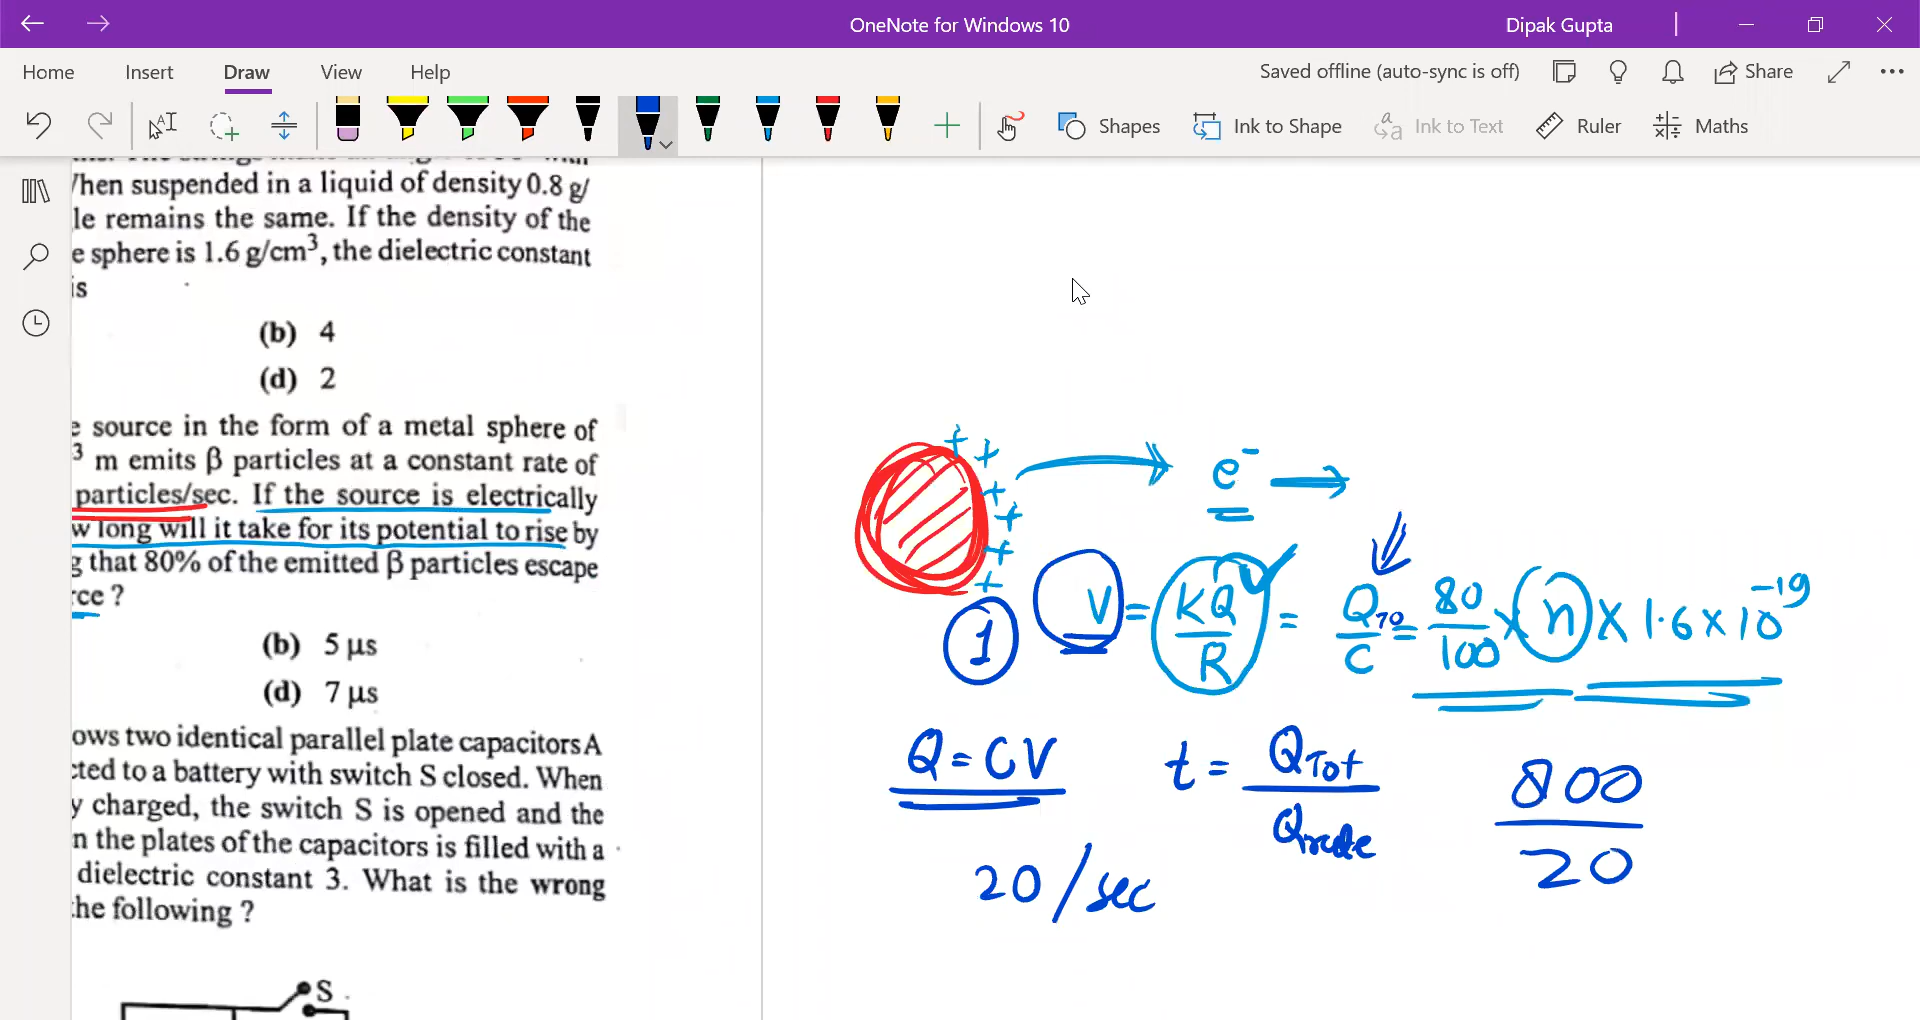 OneNote for Windows 10
Dipak Gupta
Home Insert Draw View Help
Saved offline (auto-sync is off)
Share
Shapes
Ink to Shape
Ink to Text
Ruler
Maths
Vhen suspended in a liquid of density 0.8 g/
le remains the same. If the density of the
e sphere is 1.6 g/cm³, the dielectric constant
is
(b) 4
(d) 2
e source in the form of a metal sphere of
³ m emits β particles at a constant rate of
particles/sec. If the source is electrically
w long will it take for its potential to rise by
g that 80% of the emitted β particles escape
rce ?
(b) 5 µs
(d) 7 µs
ows two identical parallel plate capacitors A
cted to a battery with switch S closed. When
y charged, the switch S is opened and the
n the plates of the capacitors is filled with a
dielectric constant 3. What is the wrong
he following ?
S
+ + + + + +
e⁻
1
V = KQ/R = Q/C
Q = 80/100 × n × 1.6 × 10⁻¹⁹
Q = CV
t = QTot/Qrate
800/20
20/sec